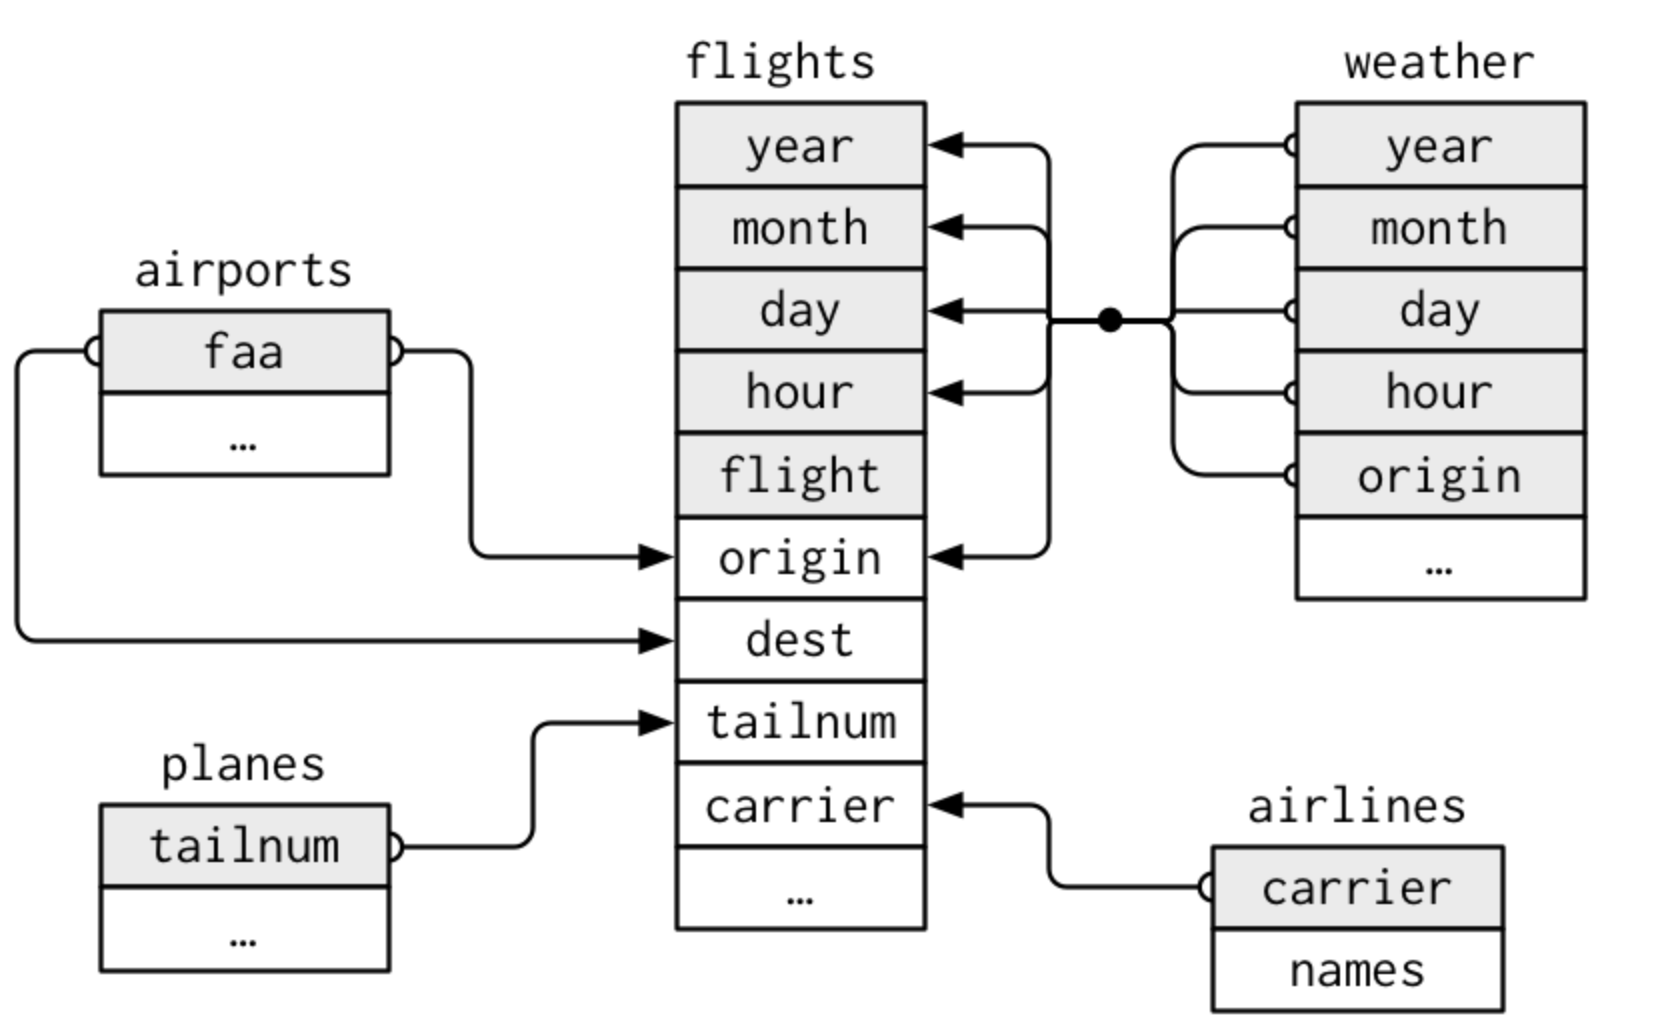 flights
year
month
day
hour
flight
origin
dest
tailnum
carrier
…
weather
year
month
day
hour
origin
…
airports
faa
…
planes
tailnum
…
airlines
carrier
names